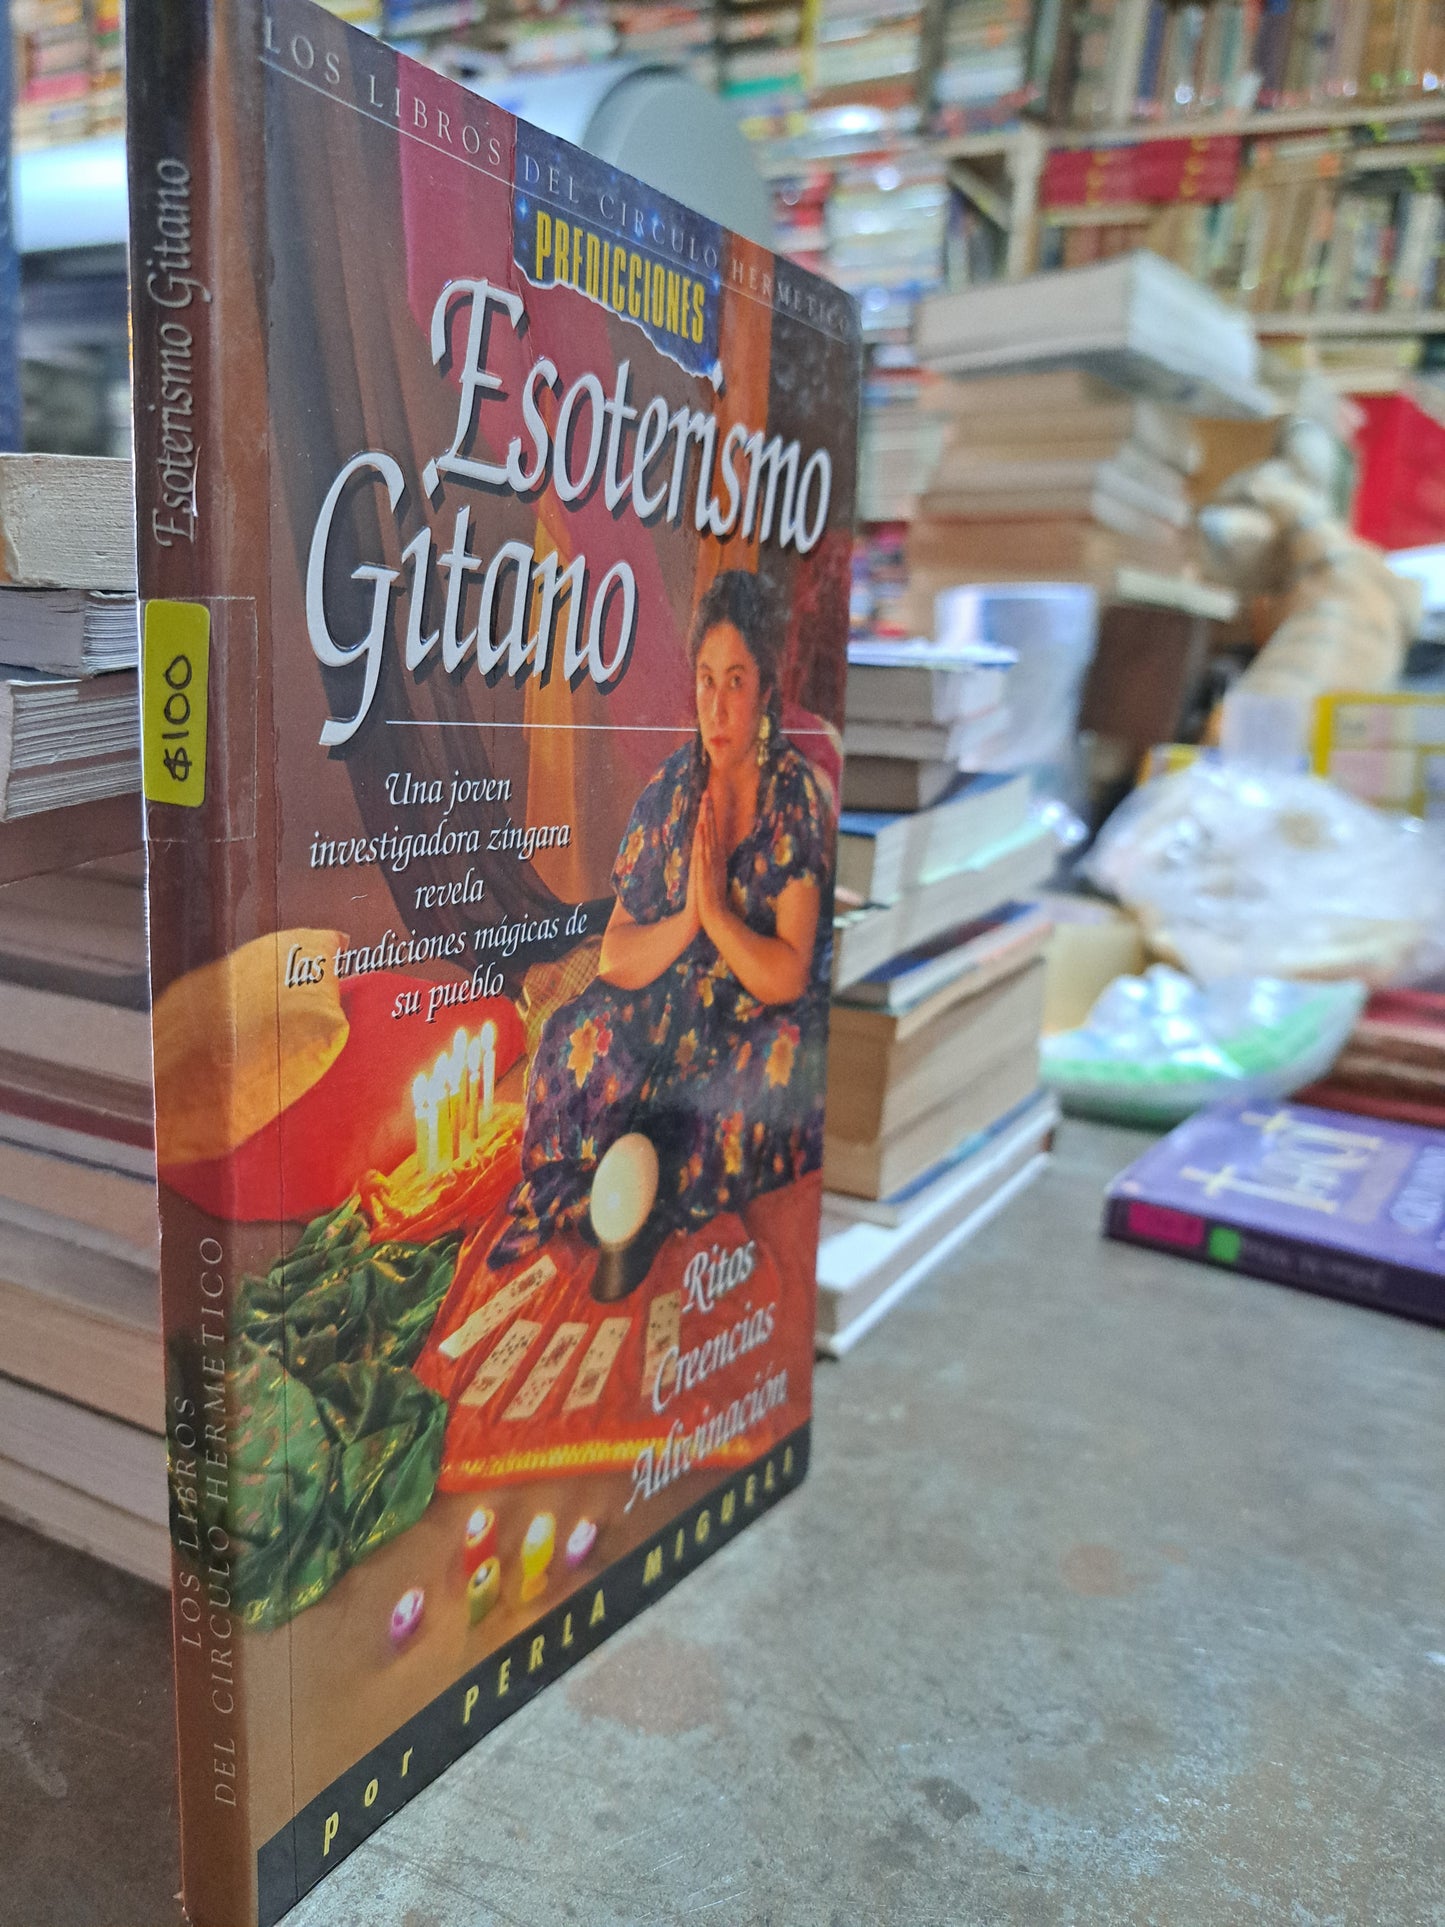 LOS LIBROS DEL CIRCULO HERMETICO
PREDICCIONES
Esoterismo
Gitano
Una joven
investigadora zíngara
revela
las tradiciones mágicas de
su pueblo
Ritos
Creencias
Adivinación
por PERLA MIGUELI
Esoterismo Gitano
$100
LOS LIBROS
DEL CIRCULO HERMETICO